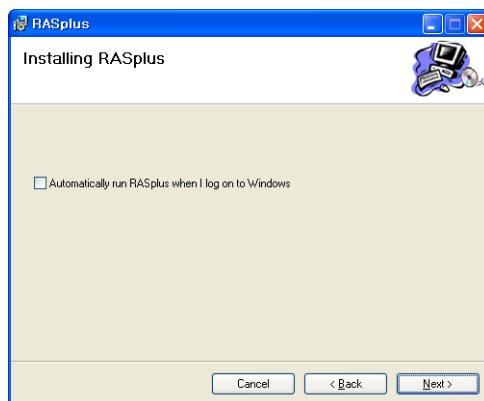 RASplus
Installing RASplus
Automatically run RASplus when I log on to Windows
Cancel
< Back
Next >